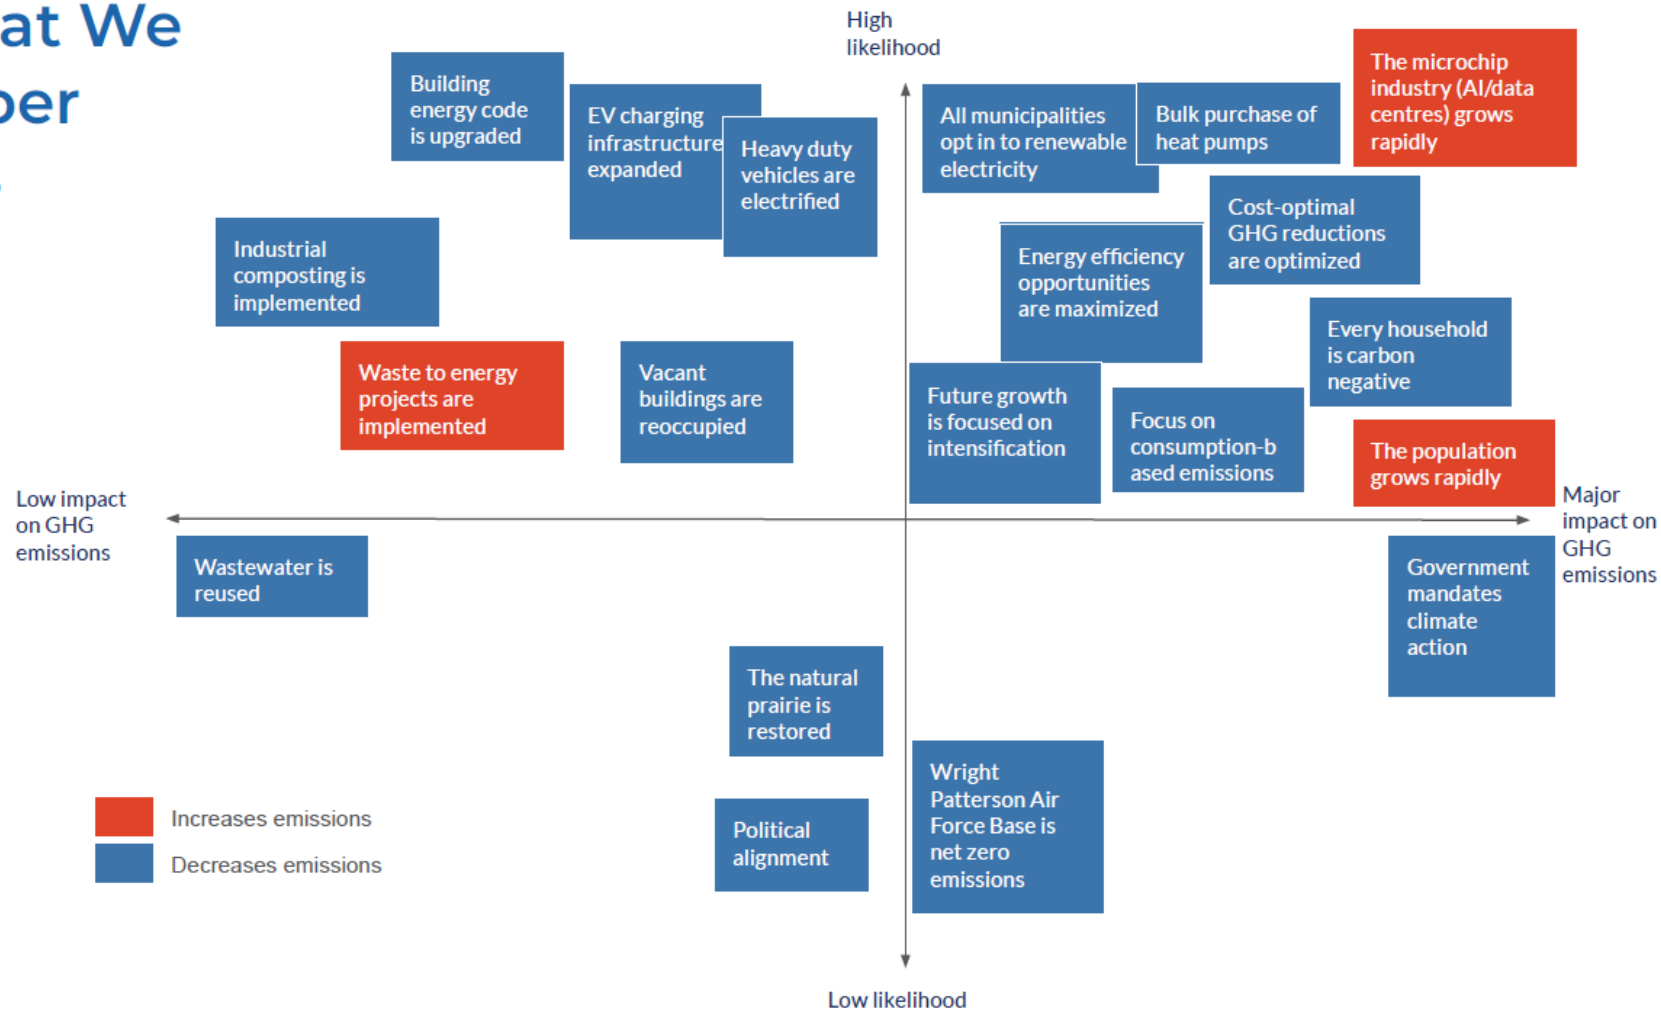 at We
per
High
likelihood
Building
energy code
is upgraded
EV charging
infrastructure
expanded
Heavy duty
vehicles are
electrified
All municipalities
opt in to renewable
electricity
Bulk purchase of
heat pumps
The microchip
industry (AI/data
centres) grows
rapidly
Industrial
composting is
implemented
Energy efficiency
opportunities
are maximized
Cost-optimal
GHG reductions
are optimized
Every household
is carbon
negative
Waste to energy
projects are
implemented
Vacant
buildings are
reoccupied
Future growth
is focused on
intensification
Focus on
consumption-b
ased emissions
The population
grows rapidly
Low impact
on GHG
emissions
Major
impact on
GHG
emissions
Wastewater is
reused
Government
mandates
climate
action
The natural
prairie is
restored
Wright
Patterson Air
Force Base is
net zero
emissions
Political
alignment
Increases emissions
Decreases emissions
Low likelihood